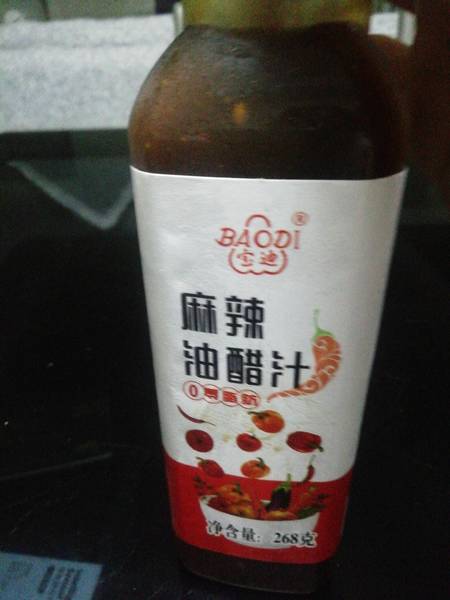 BAODI®
宝迪
麻辣
油醋汁
0脂肪
净含量: 268克